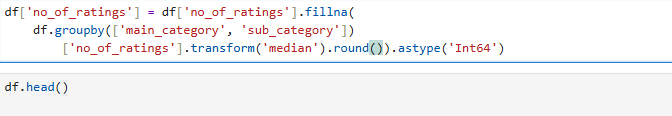 df['no_of_ratings'] = df['no_of_ratings'].fillna(
    df.groupby(['main_category', 'sub_category'])
        ['no_of_ratings'].transform('median').round()).astype('Int64')
df.head()